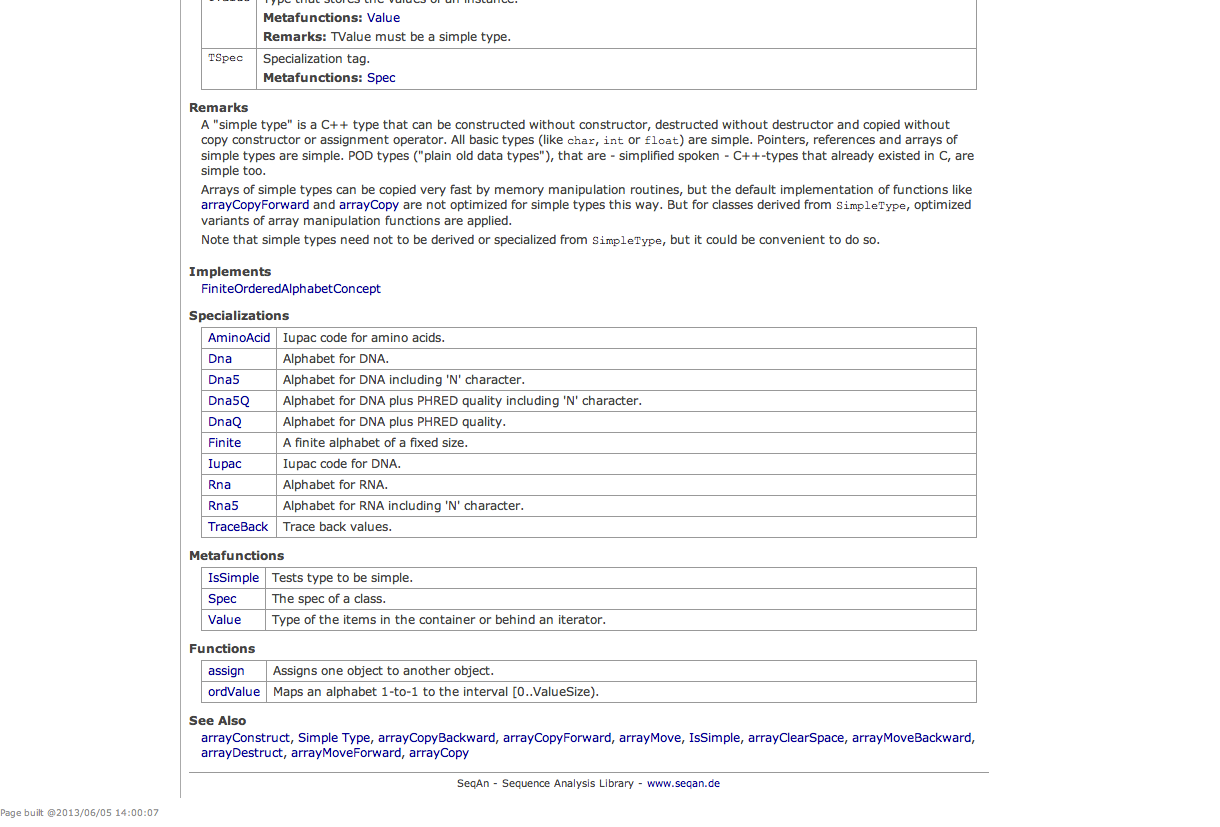 Metafunctions: Value
Remarks: TValue must be a simple type.
TSpec Specialization tag.
Metafunctions: Spec
Remarks
A "simple type" is a C++ type that can be constructed without constructor, destructed without destructor and copied without
copy constructor or assignment operator. All basic types (like char, int or float) are simple. Pointers, references and arrays of
simple types are simple. POD types ("plain old data types"), that are - simplified spoken - C++-types that already existed in C, are
simple too.
Arrays of simple types can be copied very fast by memory manipulation routines, but the default implementation of functions like
arrayCopyForward and arrayCopy are not optimized for simple types this way. But for classes derived from SimpleType, optimized
variants of array manipulation functions are applied.
Note that simple types need not to be derived or specialized from SimpleType, but it could be convenient to do so.
Implements
FiniteOrderedAlphabetConcept
Specializations
AminoAcid Iupac code for amino acids.
Dna Alphabet for DNA.
Dna5 Alphabet for DNA including 'N' character.
Dna5Q Alphabet for DNA plus PHRED quality including 'N' character.
DnaQ Alphabet for DNA plus PHRED quality.
Finite A finite alphabet of a fixed size.
Iupac Iupac code for DNA.
Rna Alphabet for RNA.
Rna5 Alphabet for RNA including 'N' character.
TraceBack Trace back values.
Metafunctions
IsSimple Tests type to be simple.
Spec The spec of a class.
Value Type of the items in the container or behind an iterator.
Functions
assign Assigns one object to another object.
ordValue Maps an alphabet 1-to-1 to the interval [0..ValueSize).
See Also
arrayConstruct, Simple Type, arrayCopyBackward, arrayCopyForward, arrayMove, IsSimple, arrayClearSpace, arrayMoveBackward,
arrayDestruct, arrayMoveForward, arrayCopy
SeqAn - Sequence Analysis Library - www.seqan.de
Page built @2013/06/05 14:00:07